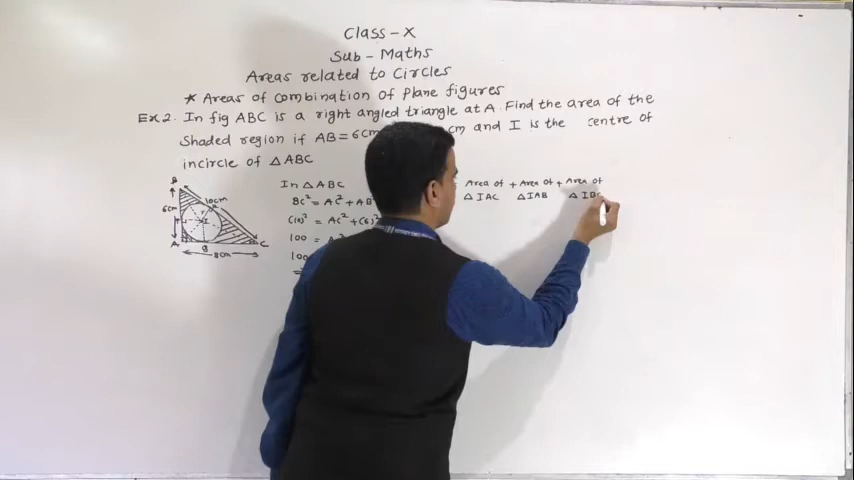 Class - X
Sub - Maths
Areas related to Circles
* Areas of combination of plane figures
Ex 2. In fig ABC is a right angled triangle at A. Find the area of the
Shaded region if AB = 6cm cm and I is the centre of
incircle of △ABC
B
10cm
6cm
r
I
A
C
8cm
In △ABC
BC² = AC² + AB²
(10)² = AC² + (6)²
100 =
100
=
Area of + Area of + Area of
△IAC △IAB △IBC